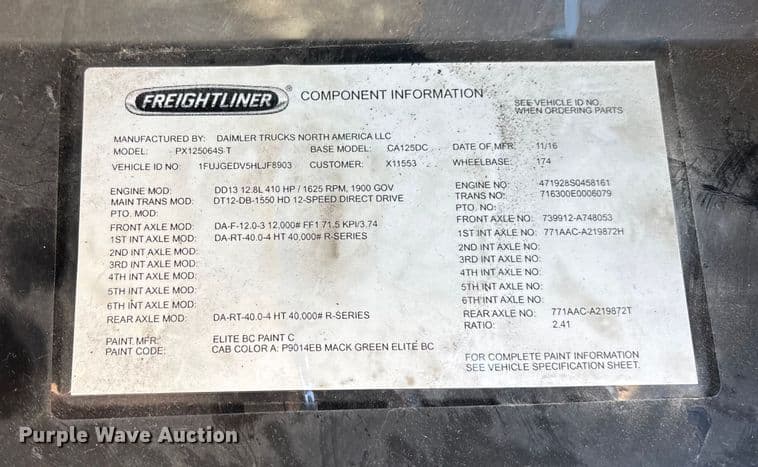 FREIGHTLINER ® COMPONENT INFORMATION
SEE VEHICLE ID NO.
WHEN ORDERING PARTS
MANUFACTURED BY: DAIMLER TRUCKS NORTH AMERICA LLC
MODEL: PX125064S T BASE MODEL: CA125DC DATE OF MFR: 11/16
VEHICLE ID NO: 1FUJGEDV5HLJF8903 CUSTOMER: X11553 WHEELBASE: 174
ENGINE MOD: DD13 12.8L 410 HP / 1625 RPM, 1900 GOV ENGINE NO: 471928S0458161
MAIN TRANS MOD: DT12-DB-1550 HD 12-SPEED DIRECT DRIVE TRANS NO: 716300E0006079
PTO. MOD: PTO. NO:
FRONT AXLE MOD: DA-F-12.0-3 12,000# FF1 71.5 KPI/3.74 FRONT AXLE NO: 739912-A748053
1ST INT AXLE MOD: DA-RT-40.0-4 HT 40,000# R-SERIES 1ST INT AXLE NO: 771AAC-A219872H
2ND INT AXLE MOD: 2ND INT AXLE NO:
3RD INT AXLE MOD: 3RD INT AXLE NO:
4TH INT AXLE MOD: 4TH INT AXLE NO:
5TH INT AXLE MOD: 5TH INT AXLE NO:
6TH INT AXLE MOD: 6TH INT AXLE NO:
REAR AXLE MOD: DA-RT-40.0-4 HT 40,000# R-SERIES REAR AXLE NO: 771AAC-A219872T
RATIO: 2.41
PAINT MFR: ELITE BC PAINT C
PAINT CODE: CAB COLOR A: P9014EB MACK GREEN ELITE BC
FOR COMPLETE PAINT INFORMATION
SEE VEHICLE SPECIFICATION SHEET.
Purple Wave Auction